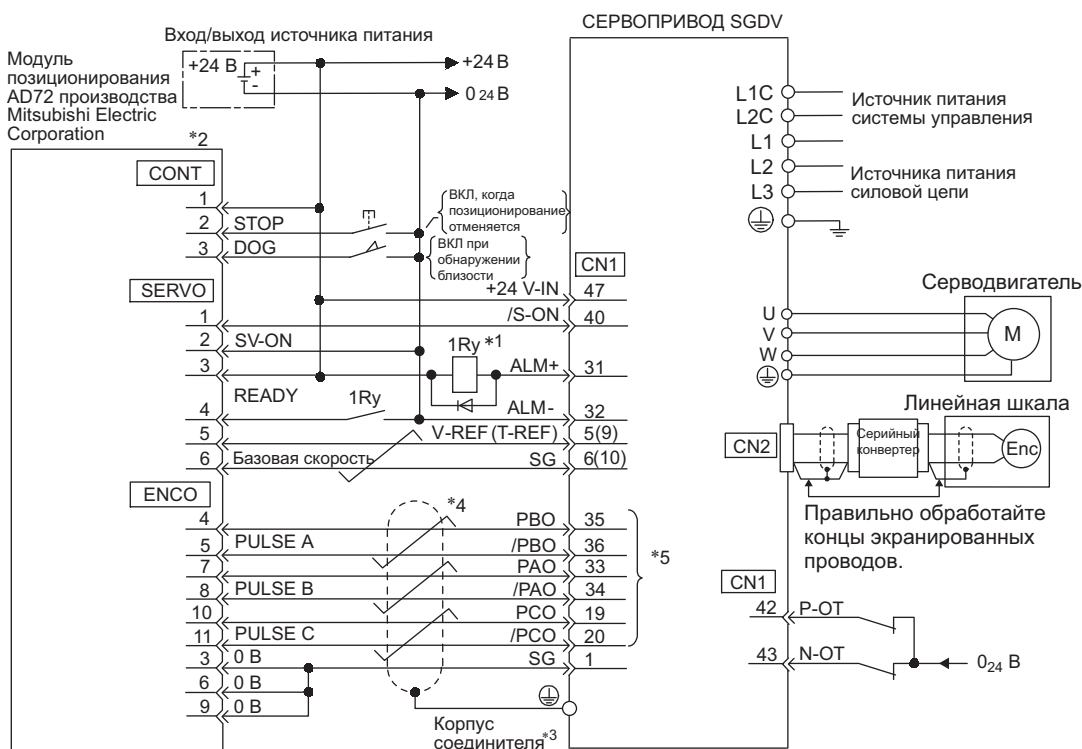 СЕРВОПРИВОД SGDV
Вход/выход источника питания
Модуль
позиционирования
AD72 производства
Mitsubishi Electric
Corporation
+24 В
+
-
+24 В
0 24 В
*2
CONT
1
2 STOP
3 DOG
ВКЛ, когда
позиционирование
отменяется
ВКЛ при
обнаружении
близости
SERVO
1
2 SV-ON
3
READY
4
1Ry
5
6 Базовая скорость
1Ry *1
CN1
+24 V-IN 47
/S-ON 40
ALM+ 31
ALM- 32
V-REF (T-REF) 5(9)
SG 6(10)
ENCO
4
5 PULSE A
7
8 PULSE B
10
11 PULSE C
3 0 В
6 0 В
9 0 В
*4
PBO 35
/PBO 36
PAO 33
/PAO 34
PCO 19
/PCO 20
SG 1
*5
Корпус
соединителя*3
L1C
L2C
L1
L2
L3
Источник питания
системы управления
Источника питания
силовой цепи
Серводвигатель
U
V
W
M
Линейная шкала
CN2
Серийный
конвертер
Enc
Правильно обработайте
концы экранированных
проводов.
CN1
42 P-OT
43 N-OT
024 В